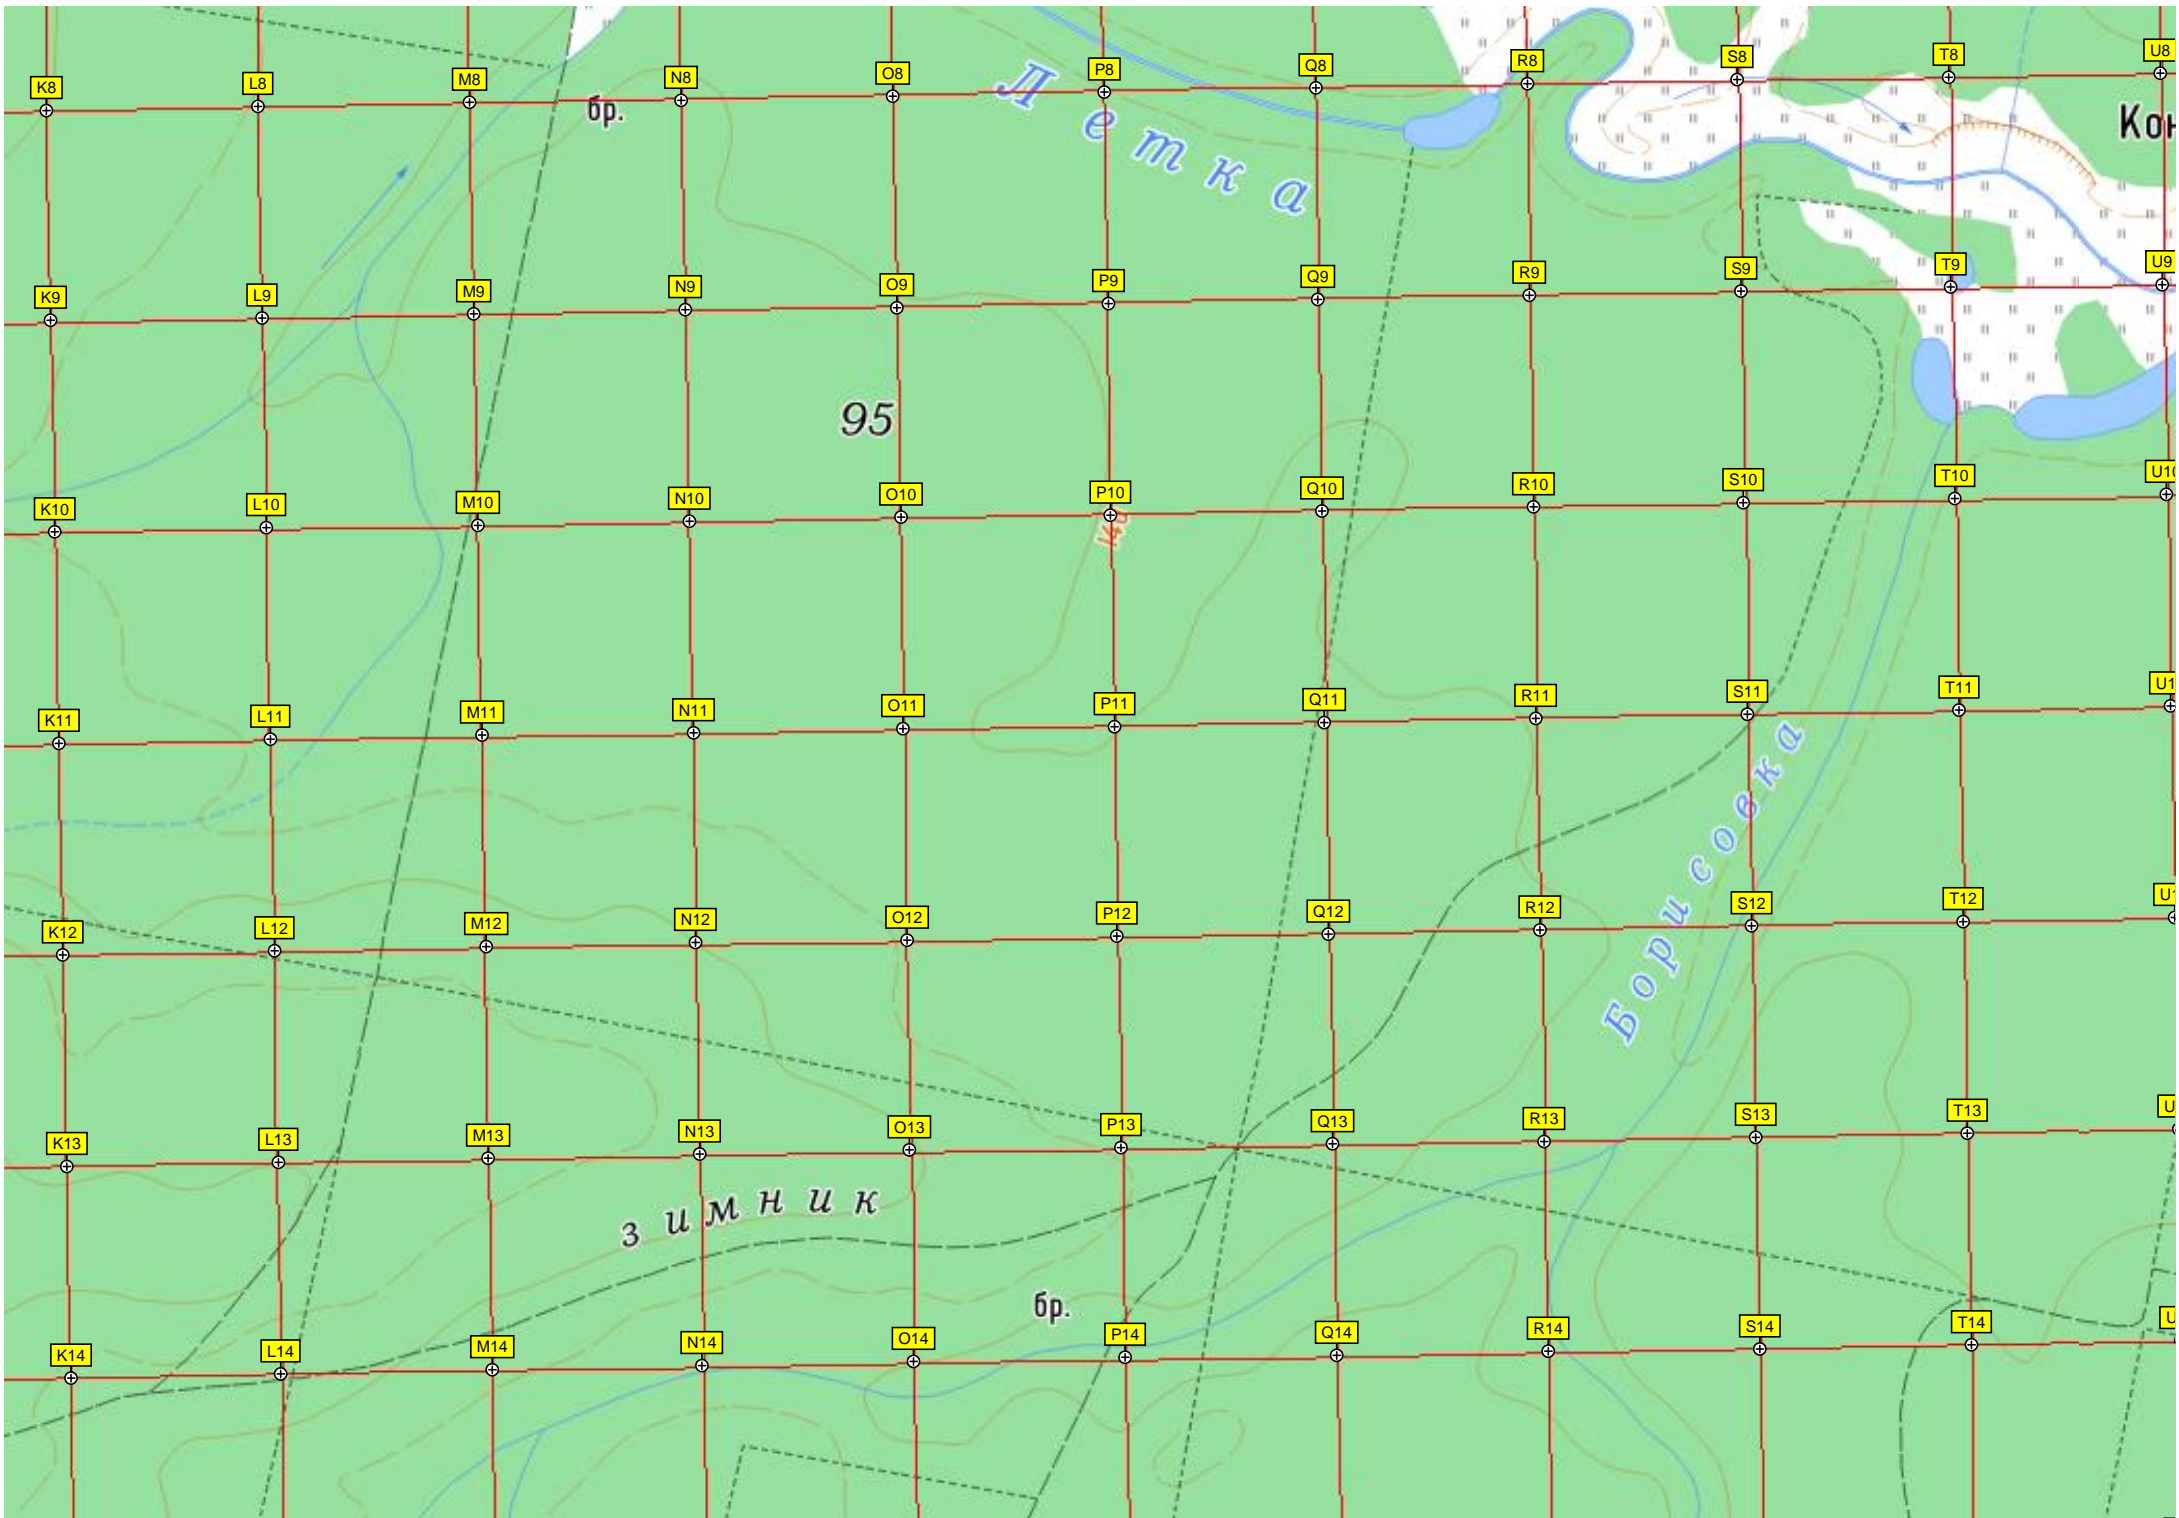 K8 L8 M8 N8 O8 P8 Q8 R8 S8 T8 U8
бр.
Летка
Кон
K9 L9 M9 N9 O9 P9 Q9 R9 S9 T9 U9
95
K10 L10 M10 N10 O10 P10 Q10 R10 S10 T10 U10
140
K11 L11 M11 N11 O11 P11 Q11 R11 S11 T11 U1
Борисовка
K12 L12 M12 N12 O12 P12 Q12 R12 S12 T12 U1
K13 L13 M13 N13 O13 P13 Q13 R13 S13 T13 U
зимник
бр.
K14 L14 M14 N14 O14 P14 Q14 R14 S14 T14 U